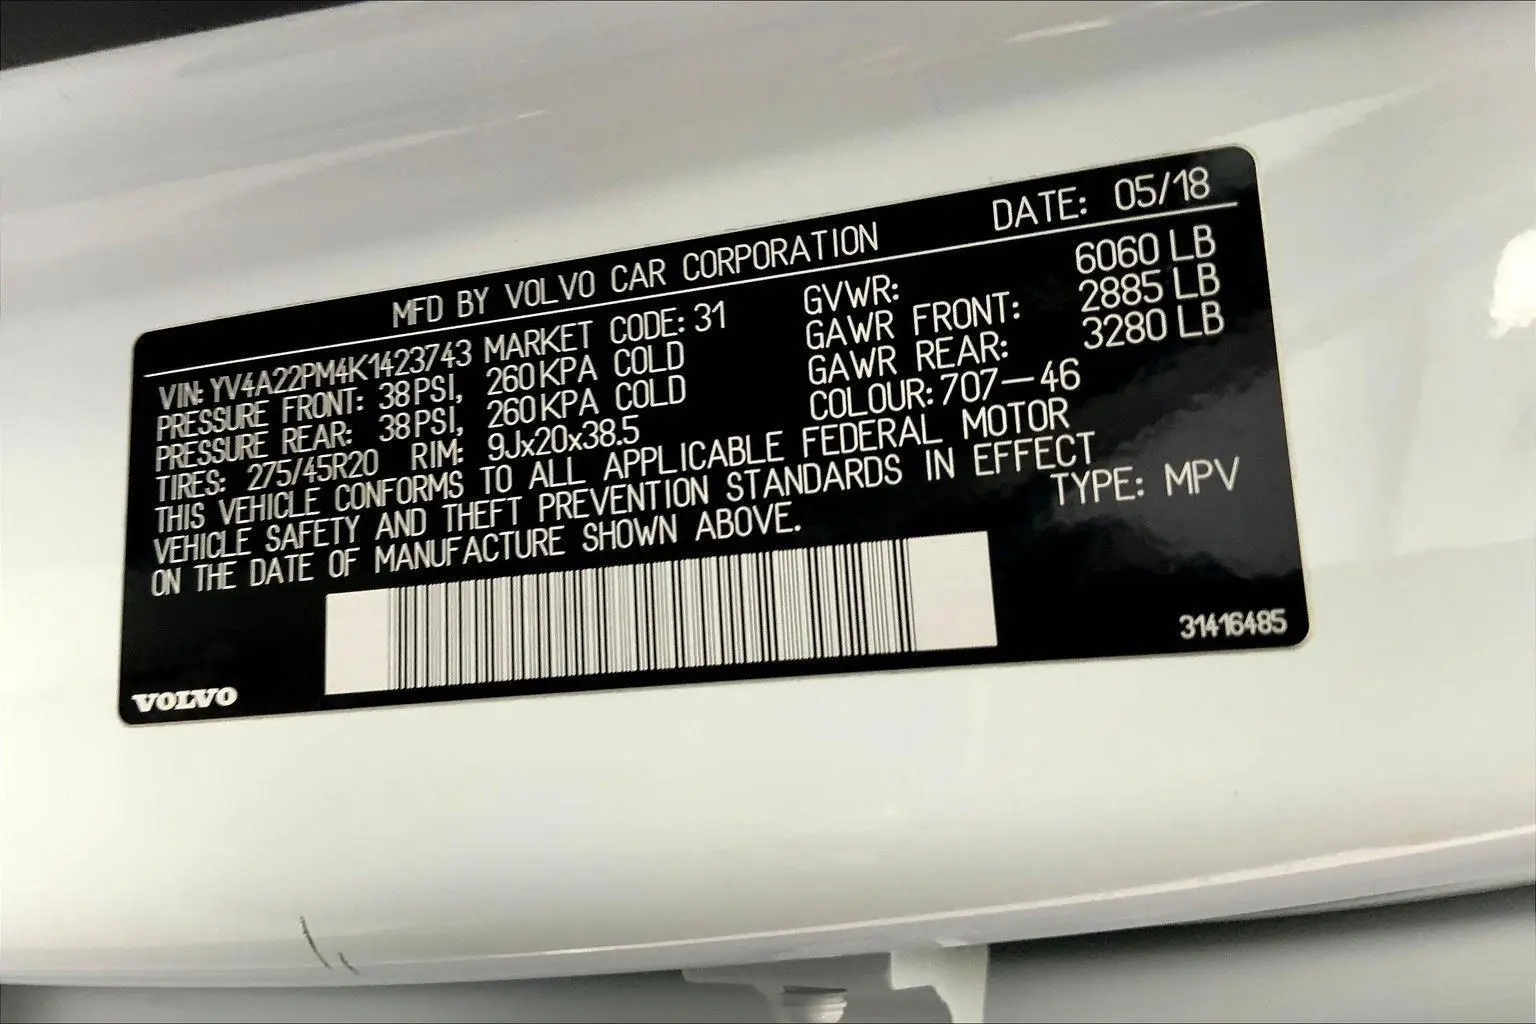 MFD BY VOLVO CAR CORPORATION DATE: 05/18
VIN: YV4A22PM4K1423743 MARKET CODE: 31 GVWR: 6060 LB
PRESSURE FRONT: 38 PSI, 260 KPA COLD GAWR FRONT: 2885 LB
PRESSURE REAR: 38 PSI, 260 KPA COLD GAWR REAR: 3280 LB
TIRES: 275/45R20 RIM: 9Jx20x38.5 COLOUR: 707-46
THIS VEHICLE CONFORMS TO ALL APPLICABLE FEDERAL MOTOR
VEHICLE SAFETY AND THEFT PREVENTION STANDARDS IN EFFECT
ON THE DATE OF MANUFACTURE SHOWN ABOVE. TYPE: MPV
VOLVO 31416485